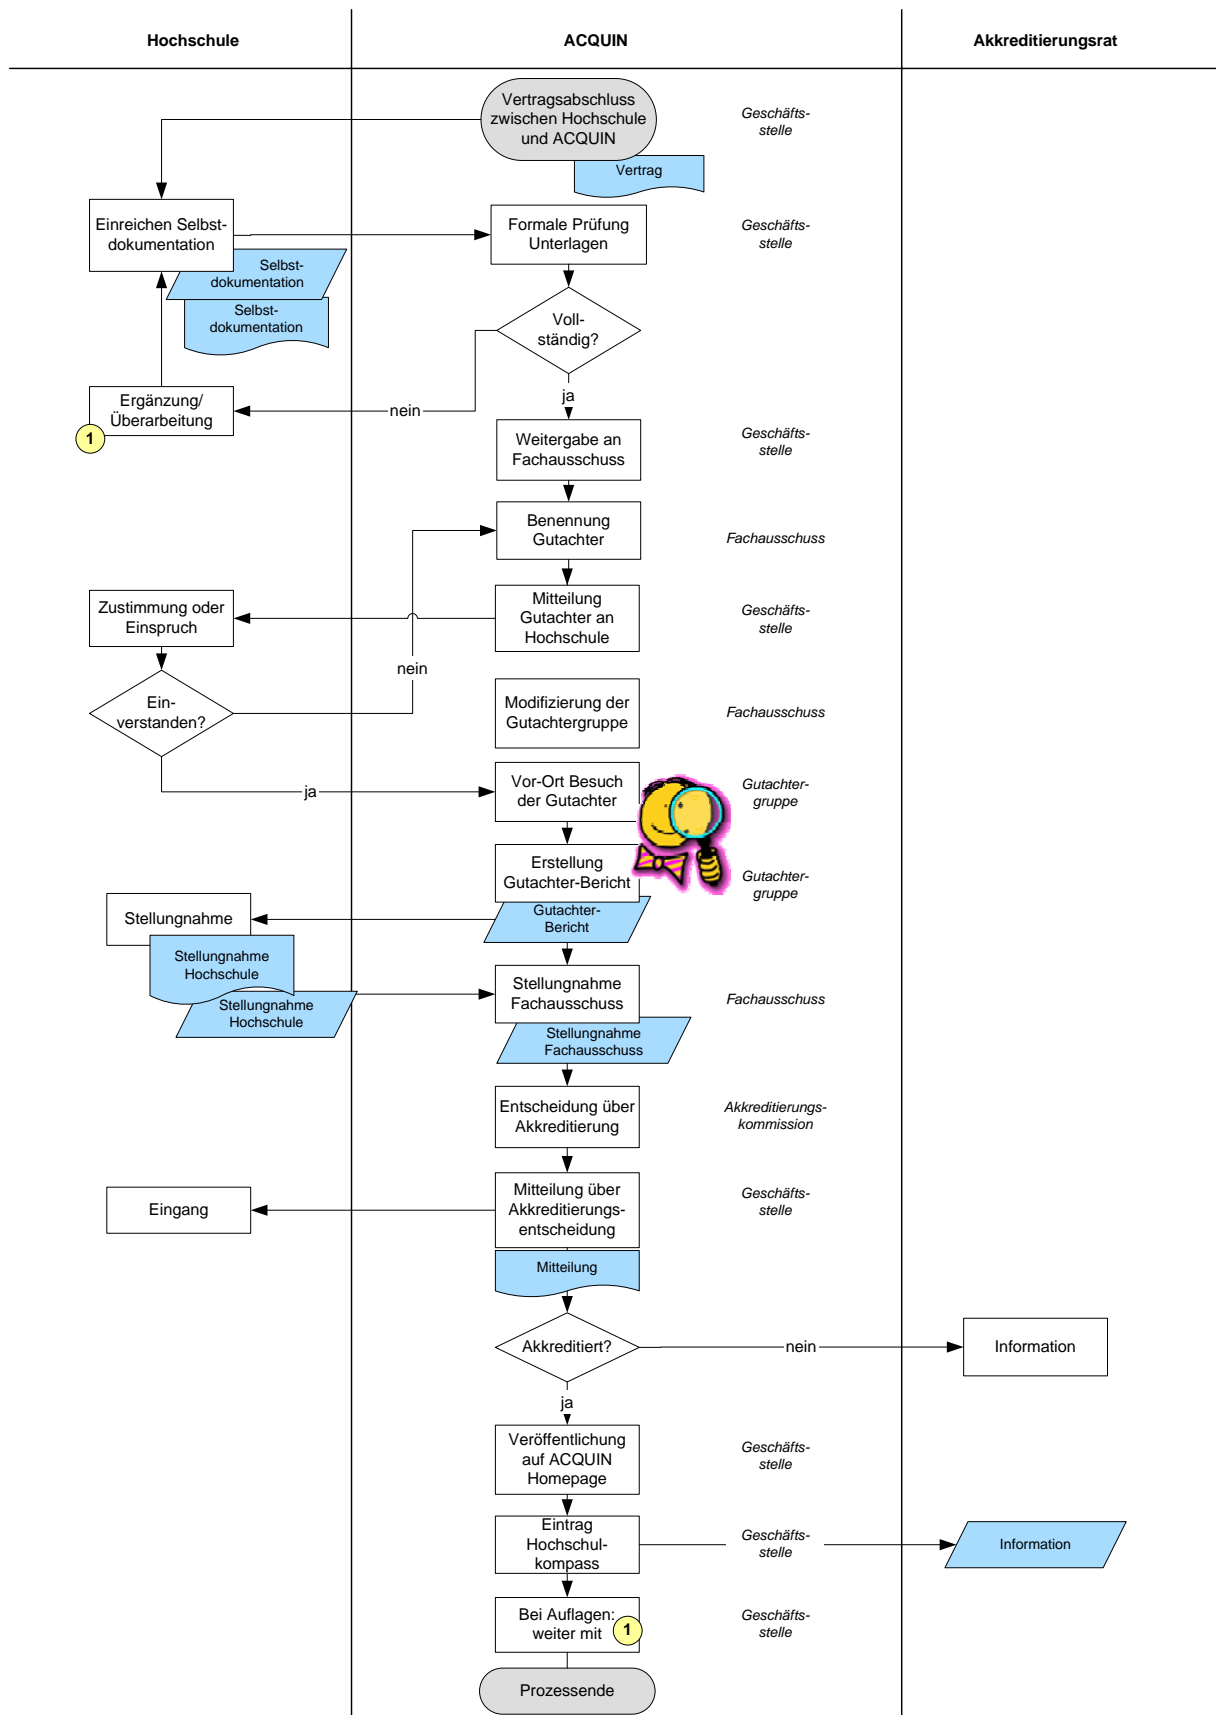 Hochschule
ACQUIN
Akkreditierungsrat
Vertragsabschluss
zwischen Hochschule
und ACQUIN
Geschäfts-
stelle
Vertrag
Einreichen Selbst-
dokumentation
Formale Prüfung
Unterlagen
Geschäfts-
stelle
Selbst-
dokumentation
Selbst-
dokumentation
Voll-
ständig?
ja
nein
Ergänzung/
Überarbeitung
1
Weitergabe an
Fachausschuss
Geschäfts-
stelle
Benennung
Gutachter
Fachausschuss
Zustimmung oder
Einspruch
Mitteilung
Gutachter an
Hochschule
Geschäfts-
stelle
nein
Ein-
verstanden?
Modifizierung der
Gutachtergruppe
Fachausschuss
ja
Vor-Ort Besuch
der Gutachter
Gutachter-
gruppe
Erstellung
Gutachter-Bericht
Gutachter-
gruppe
Stellungnahme
Gutachter-
Bericht
Stellungnahme
Hochschule
Stellungnahme
Hochschule
Stellungnahme
Fachausschuss
Fachausschuss
Stellungnahme
Fachausschuss
Entscheidung über
Akkreditierung
Akkreditierungs-
kommission
Eingang
Mitteilung über
Akkreditierungs-
entscheidung
Geschäfts-
stelle
Mitteilung
Akkreditiert?
nein
Information
ja
Veröffentlichung
auf ACQUIN
Homepage
Geschäfts-
stelle
Eintrag
Hochschul-
kompass
Geschäfts-
stelle
Information
Bei Auflagen:
weiter mit
1
Geschäfts-
stelle
Prozessende